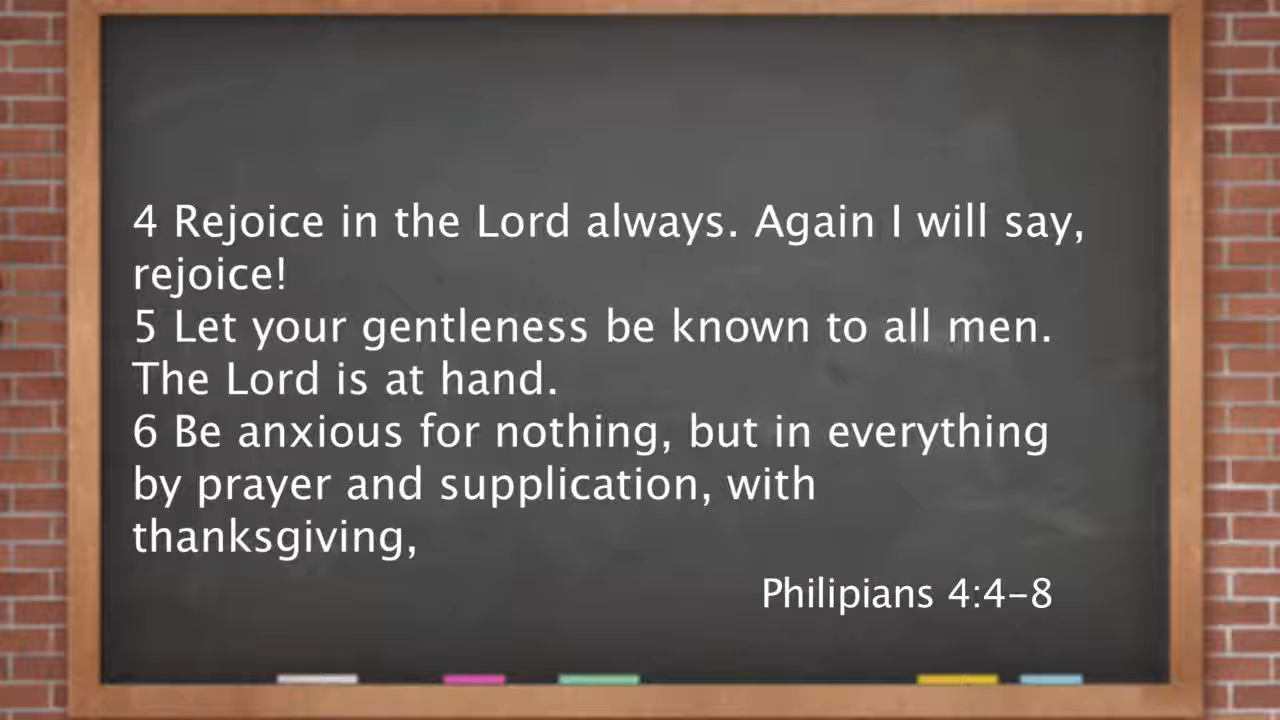 4 Rejoice in the Lord always. Again I will say,
rejoice!
5 Let your gentleness be known to all men.
The Lord is at hand.
6 Be anxious for nothing, but in everything
by prayer and supplication, with
thanksgiving,
Philipians 4:4–8